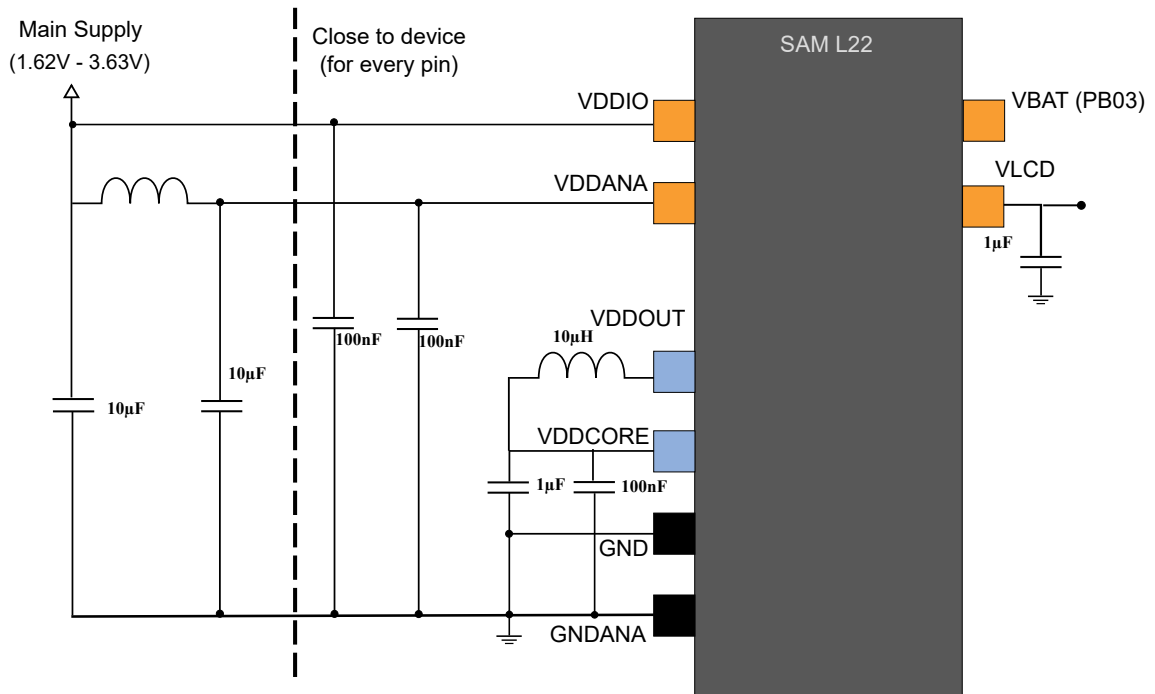 Main Supply
(1.62V - 3.63V)
Close to device
(for every pin)
SAM L22
VDDIO
VBAT (PB03)
VDDANA
VLCD
1µF
VDDOUT
100nF
100nF
10µH
10µF
10µF
VDDCORE
1µF
100nF
GND
GNDANA